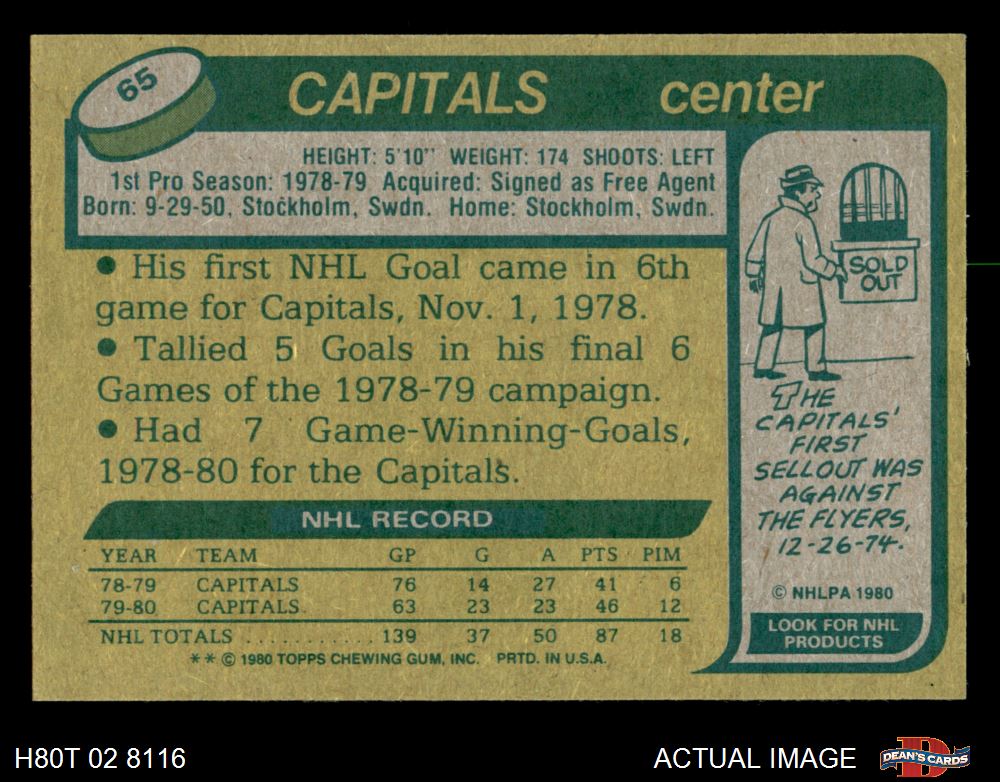 65
CAPITALS center
HEIGHT: 5'10" WEIGHT: 174 SHOOTS: LEFT
1st Pro Season: 1978-79 Acquired: Signed as Free Agent
Born: 9-29-50, Stockholm, Swdn. Home: Stockholm, Swdn.
• His first NHL Goal came in 6th
game for Capitals, Nov. 1, 1978.
• Tallied 5 Goals in his final 6
Games of the 1978-79 campaign.
• Had 7 Game-Winning-Goals,
1978-80 for the Capitals.
NHL RECORD
YEAR TEAM GP G A PTS PIM
78-79 CAPITALS 76 14 27 41 6
79-80 CAPITALS 63 23 23 46 12
NHL TOTALS . . . . . . . . . . 139 37 50 87 18
** © 1980 TOPPS CHEWING GUM, INC. PRTD. IN U.S.A.
SOLD
OUT
THE
CAPITALS'
FIRST
SELLOUT WAS
AGAINST
THE FLYERS,
12-26-74.
© NHLPA 1980
LOOK FOR NHL
PRODUCTS
H80T 02 8116
ACTUAL IMAGE
D
DEAN'S CARDS